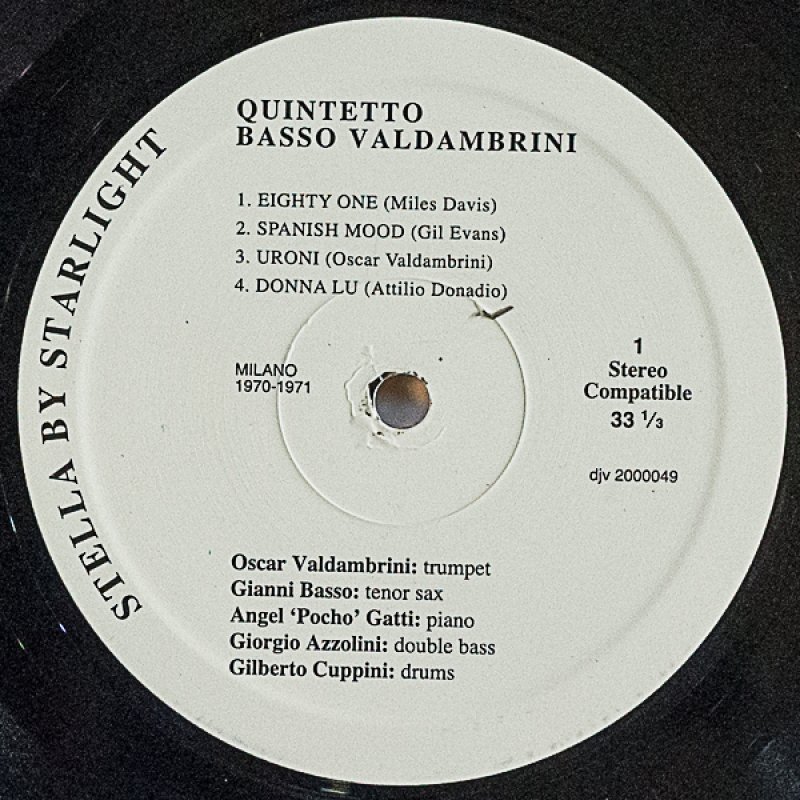 STELLA BY STARLIGHT
QUINTETTO
BASSO VALDAMBRINI
1. EIGHTY ONE (Miles Davis)
2. SPANISH MOOD (Gil Evans)
3. URONI (Oscar Valdambrini)
4. DONNA LU (Attilio Donadio)
MILANO
1970-1971
1
Stereo
Compatible
33 1/3
djv 2000049
Oscar Valdambrini: trumpet
Gianni Basso: tenor sax
Angel ‘Pocho’ Gatti: piano
Giorgio Azzolini: double bass
Gilberto Cuppini: drums